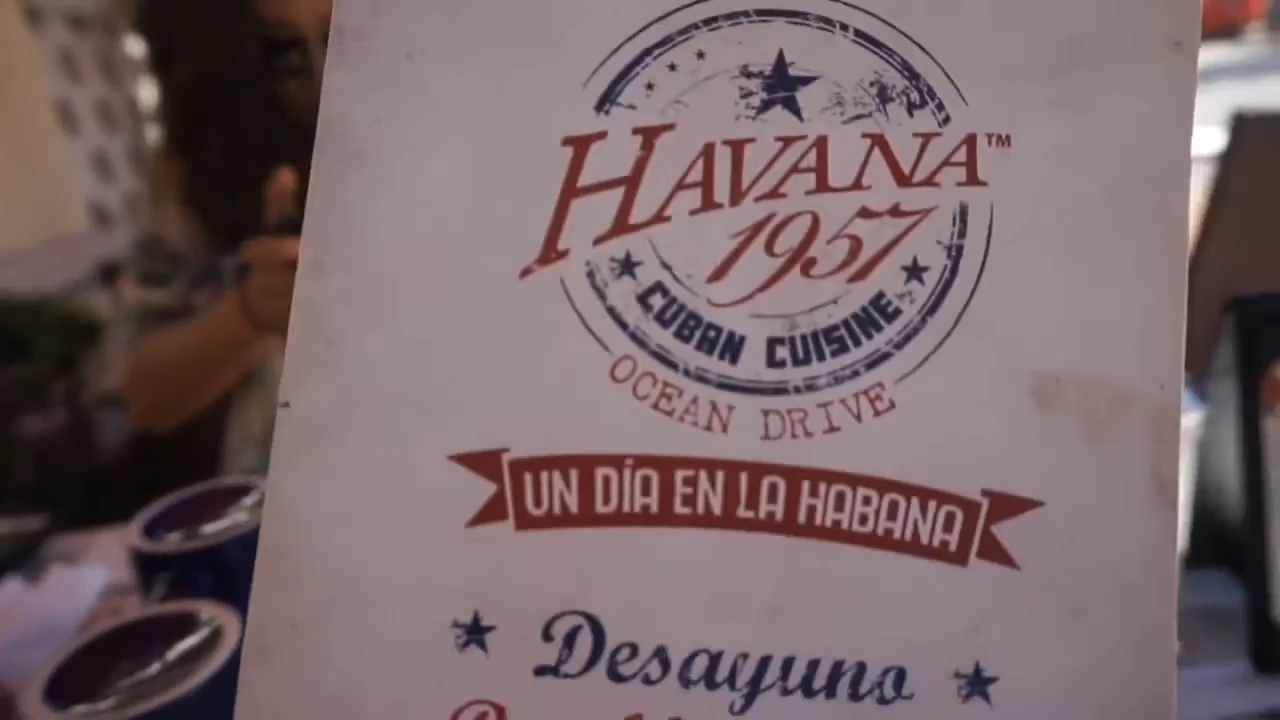 HAVANA™
1957
CUBAN CUISINE
OCEAN DRIVE
UN DÍA EN LA HABANA
Desayuno